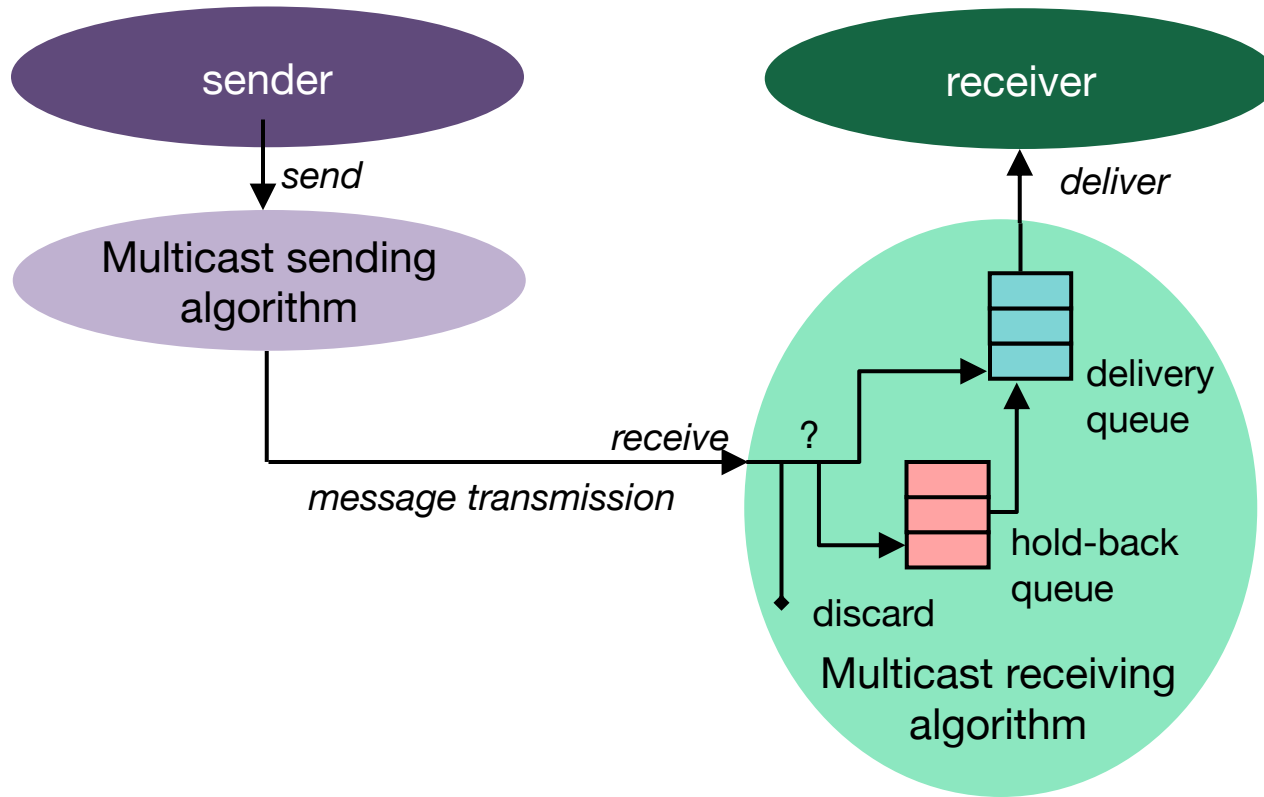 sender
receiver
send
deliver
Multicast sending
algorithm
delivery
queue
receive
?
message transmission
hold-back
queue
discard
Multicast receiving
algorithm